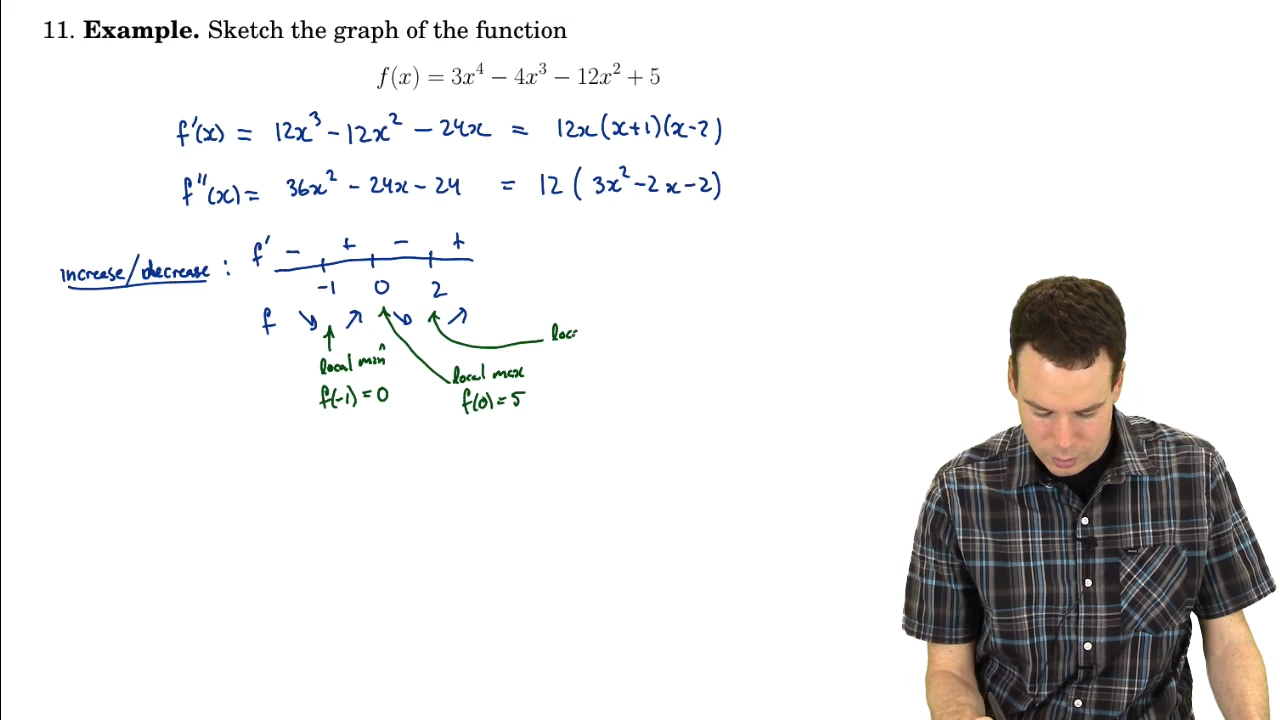 11. Example. Sketch the graph of the function
f(x) = 3x⁴ − 4x³ − 12x² + 5
f'(x) = 12x³ - 12x² - 24x = 12x(x+1)(x-2)
f''(x) = 36x² - 24x - 24 = 12(3x²-2x-2)
increase/decrease : f' - + - +
-1 0 2
f ↘ ↗ ↘ ↗
local min
f(-1) = 0
local max
f(0) = 5
loc